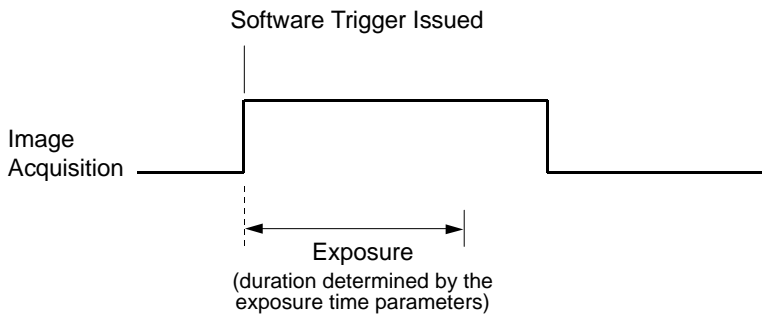 Software Trigger Issued
Image
Acquisition
Exposure
(duration determined by the
exposure time parameters)